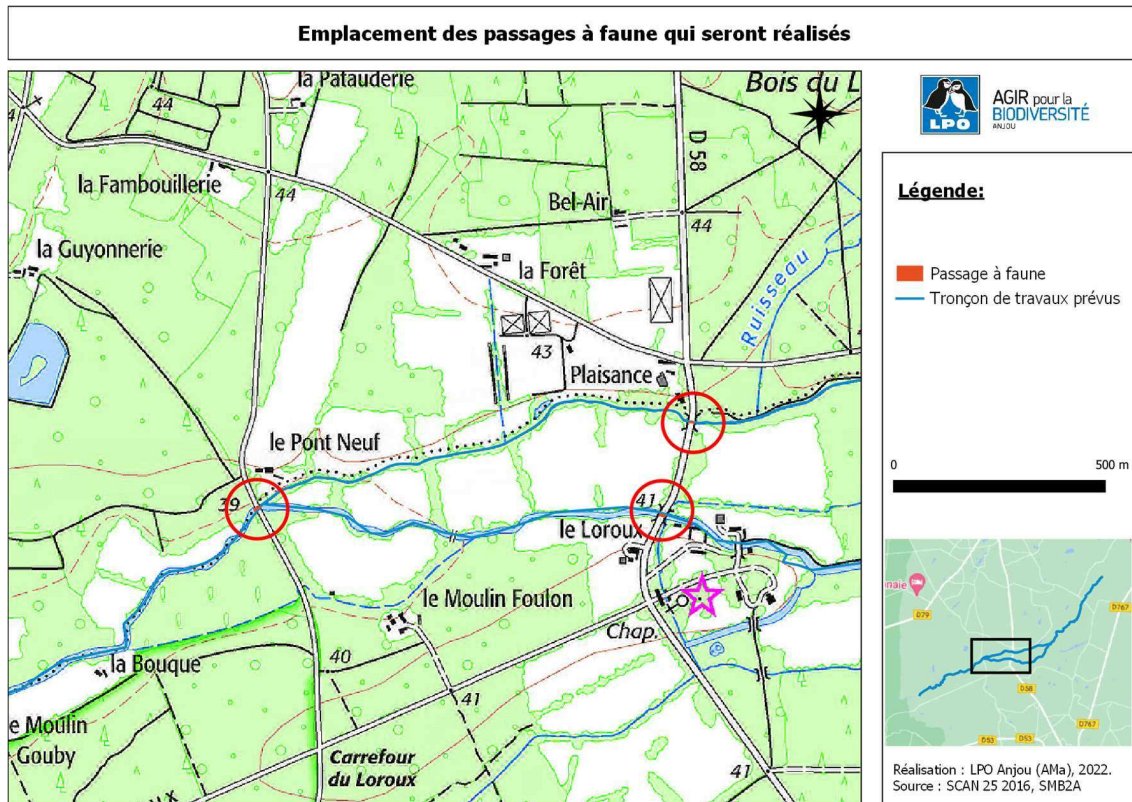 Emplacement des passages à faune qui seront réalisés
la Patauderie
Bois du L
44
44
D 58
la Fambouillerie
44
Bel-Air
44
la Guyonnerie
la Forêt
Ruisseau
43
Plaisance
le Pont Neuf
39
41
le Loroux
le Moulin Foulon
Chap.
la Bouque
40
41
e Moulin
Gouby
Carrefour
du Loroux
41
LPO
AGIR pour la
BIODIVERSITÉ
ANJOU
Légende:
Passage à faune
Tronçon de travaux prévus
0 500 m
onaie
D79
D767
D58
D767
D53
D53
Réalisation : LPO Anjou (AMa), 2022.
Source : SCAN 25 2016, SMB2A